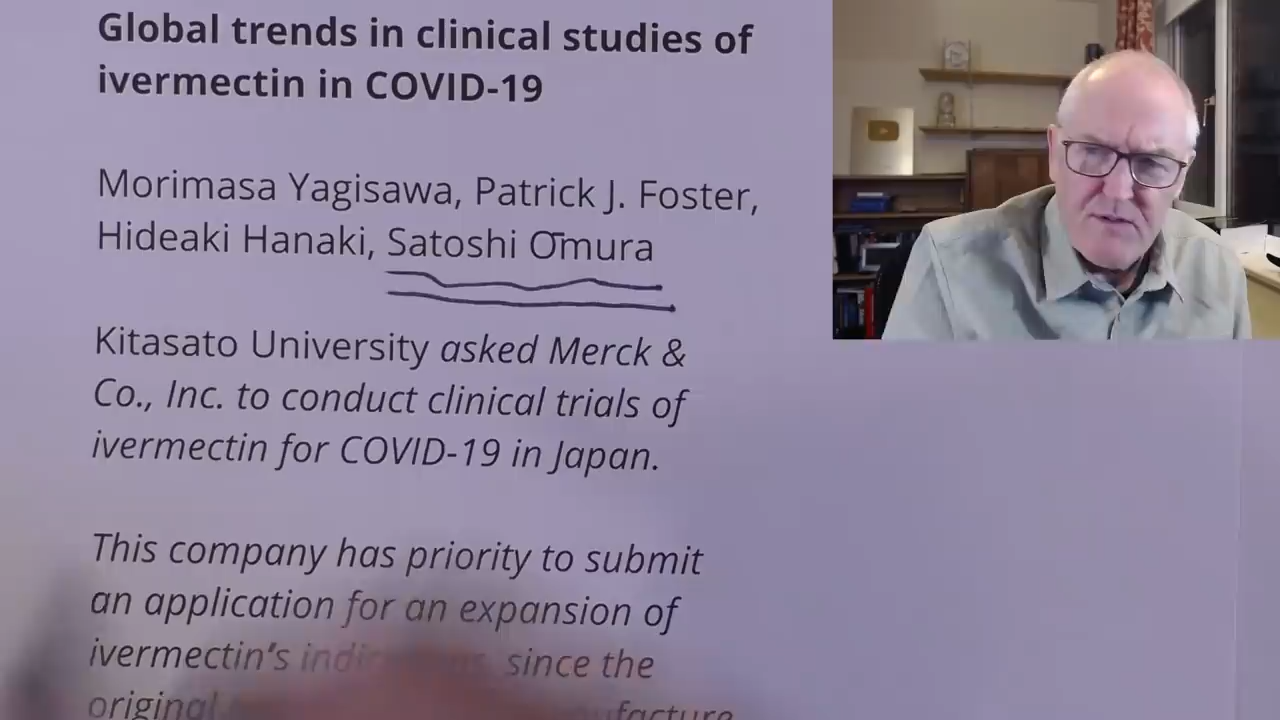 Global trends in clinical studies of
ivermectin in COVID-19
Morimasa Yagisawa, Patrick J. Foster,
Hideaki Hanaki, Satoshi Ōmura
Kitasato University asked Merck &
Co., Inc. to conduct clinical trials of
ivermectin for COVID-19 in Japan.
This company has priority to submit
an application for an expansion of
ivermectin's since the
original